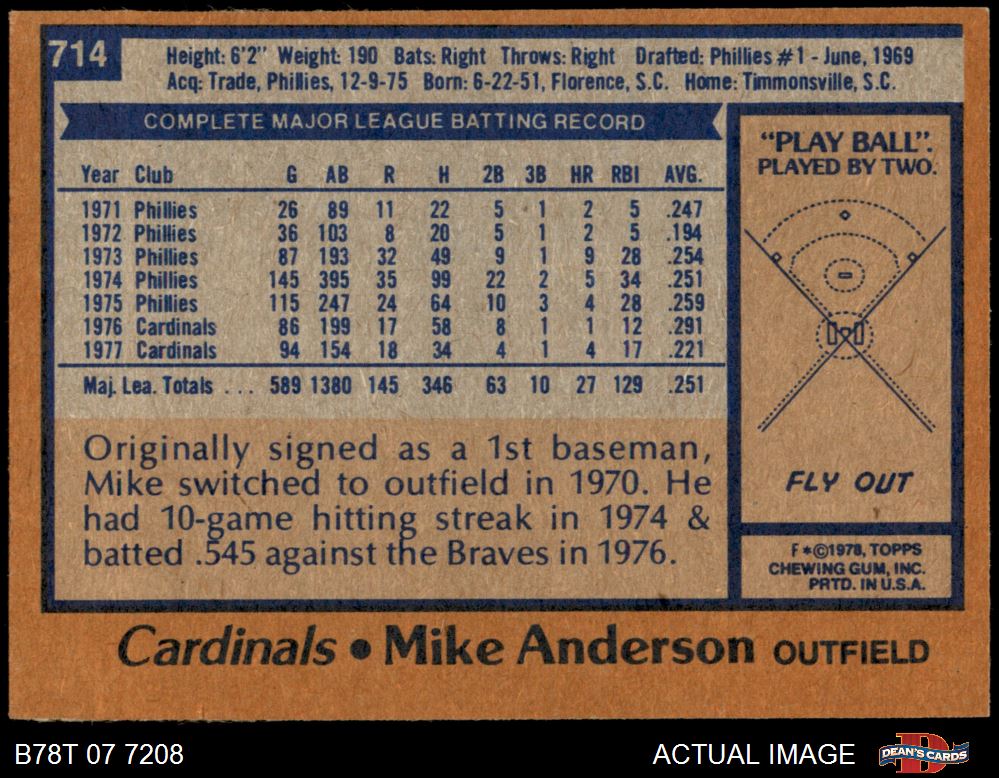 714
Height: 6'2" Weight: 190 Bats: Right Throws: Right Drafted: Phillies #1 - June, 1969
Acq: Trade, Phillies, 12-9-75 Born: 6-22-51, Florence, S.C. Home: Timmonsville, S.C.
COMPLETE MAJOR LEAGUE BATTING RECORD
Year Club G AB R H 2B 3B HR RBI AVG.
1971 Phillies 26 89 11 22 5 1 2 5 .247
1972 Phillies 36 103 8 20 5 1 2 5 .194
1973 Phillies 87 193 32 49 9 1 9 28 .254
1974 Phillies 145 395 35 99 22 2 5 34 .251
1975 Phillies 115 247 24 64 10 3 4 28 .259
1976 Cardinals 86 199 17 58 8 1 1 12 .291
1977 Cardinals 94 154 18 34 4 1 4 17 .221
Maj. Lea. Totals . . . 589 1380 145 346 63 10 27 129 .251
Originally signed as a 1st baseman,
Mike switched to outfield in 1970. He
had 10-game hitting streak in 1974 &
batted .545 against the Braves in 1976.
"PLAY BALL".
PLAYED BY TWO.
FLY OUT
F *©1978, TOPPS
CHEWING GUM, INC.
PRTD. IN U.S.A.
Cardinals • Mike Anderson OUTFIELD
B78T 07 7208
ACTUAL IMAGE
D
DEAN'S CARDS